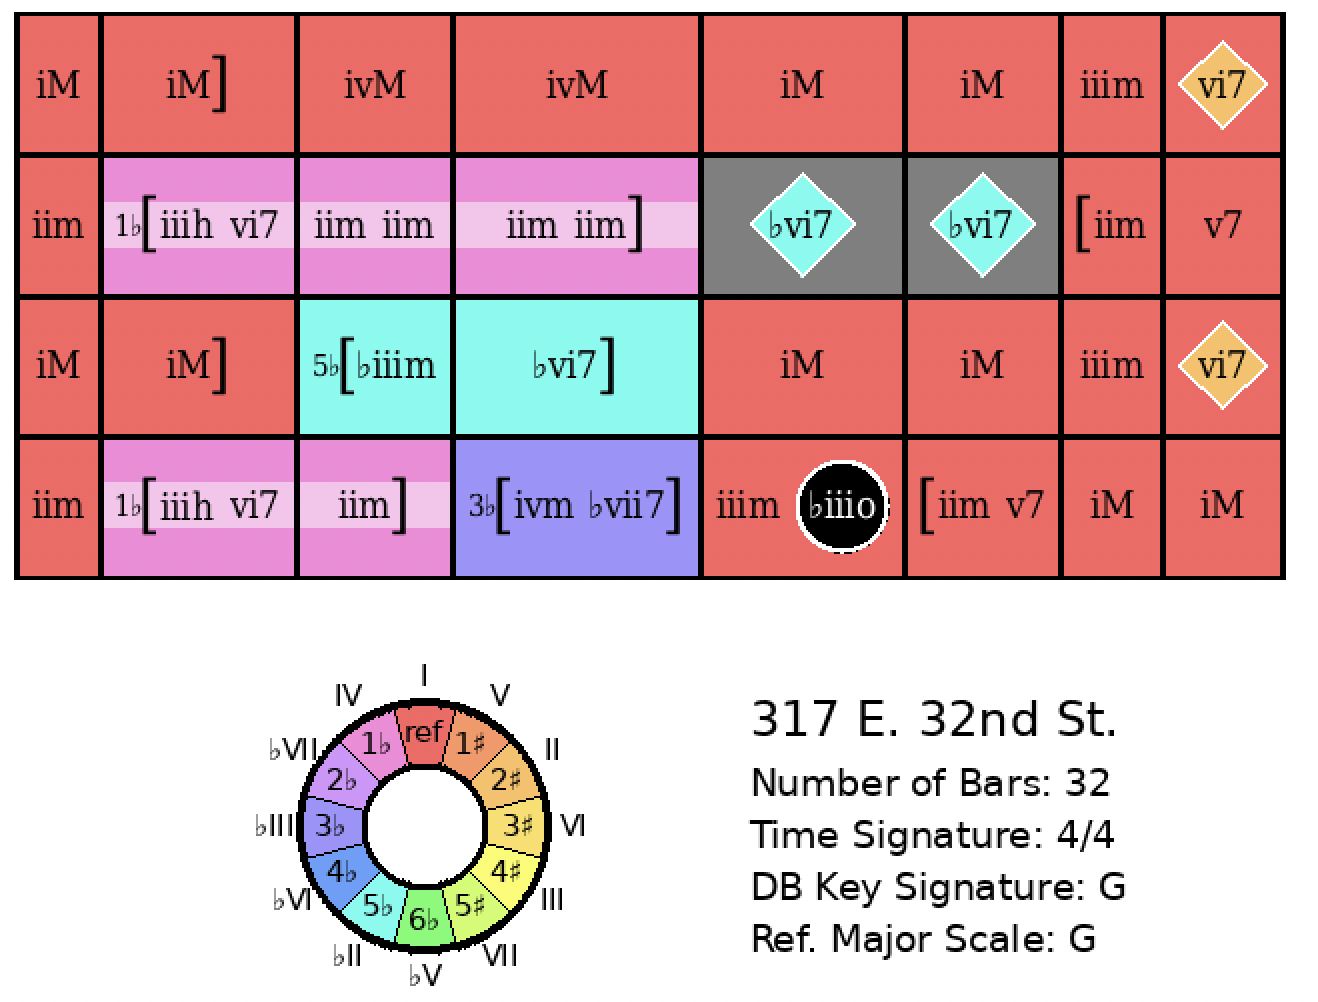 iM iM] ivM ivM iM iM iiim vi7
iim 1♭[iiih vi7 iim iim iim iim] ♭vi7 ♭vi7 [iim v7
iM iM] 5♭[♭iiim ♭vi7] iM iM iiim vi7
iim 1♭[iiih vi7 iim] 3♭[ivm ♭vii7] iiim ♭iiio [iim v7 iM iM
I
IV V
♭VII II
♭III VI
♭VI III
♭II VII
♭V
ref
1♭ 1♯
2♭ 2♯
3♭ 3♯
4♭ 4♯
5♭ 5♯
6♭
317 E. 32nd St.
Number of Bars: 32
Time Signature: 4/4
DB Key Signature: G
Ref. Major Scale: G